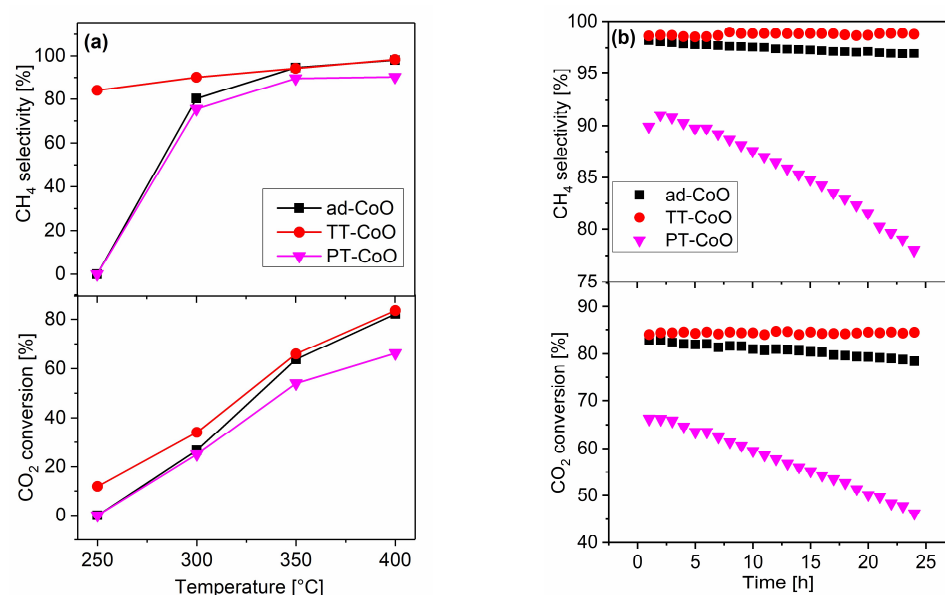 (a)
CH₄ selectivity [%]
100
80
60
40
20
0
ad-CoO
TT-CoO
PT-CoO
CO₂ conversion [%]
80
60
40
20
0
250 300 350 400
Temperature [°C]
(b)
CH₄ selectivity [%]
100
95
90
85
80
75
ad-CoO
TT-CoO
PT-CoO
CO₂ conversion [%]
90
80
70
60
50
40
0 5 10 15 20 25
Time [h]